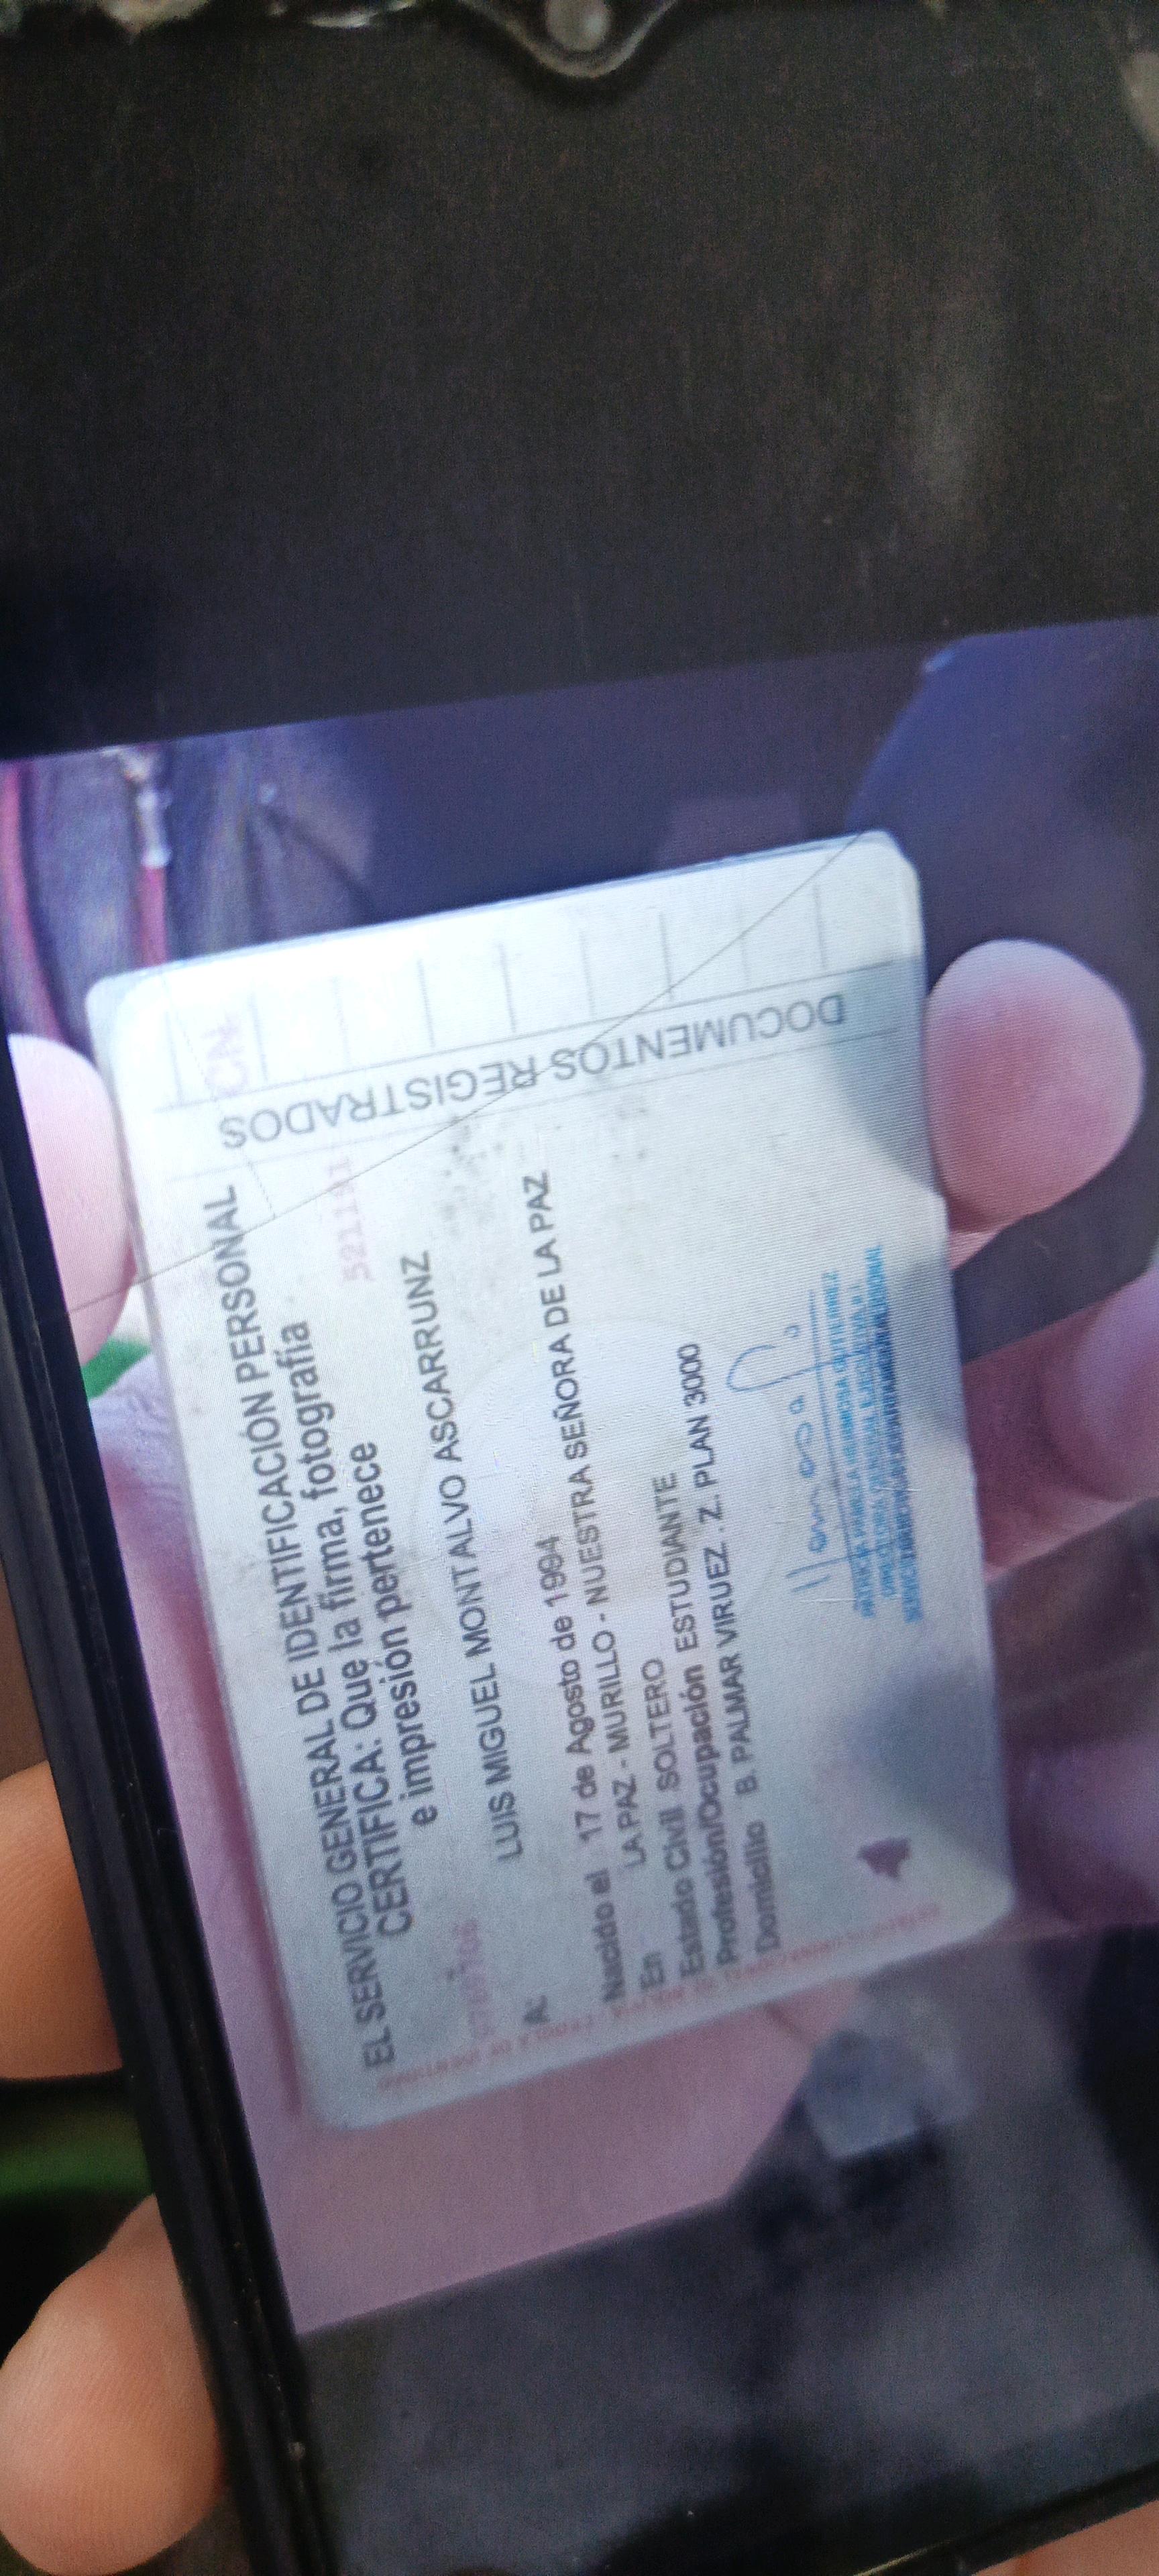 EL SERVICIO GENERAL DE IDENTIFICACIÓN PERSONAL
CERTIFICA: Que la firma, fotografía
e impresión pertenece
A: LUIS MIGUEL MONTALVO ASCARRUNZ
Nacido el 17 de Agosto de 1994
En LA PAZ - MURILLO - NUESTRA SEÑORA DE LA PAZ
Estado Civil SOLTERO
Profesión/Ocupación ESTUDIANTE
Domicilio B. PALMAR VIRUEZ . Z. PLAN 3000
DOCUMENTOS REGISTRADOS
CN